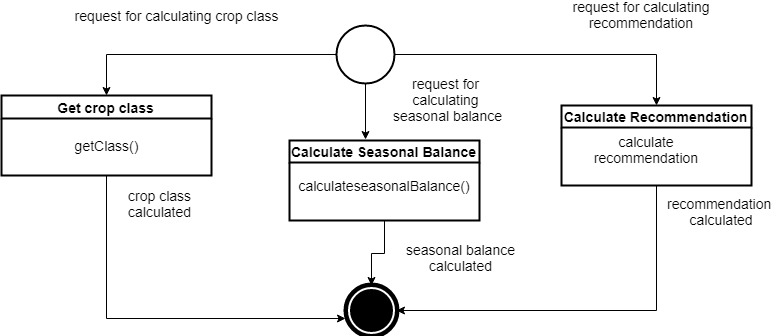 request for calculating crop class
request for calculating
recommendation
request for
calculating
seasonal balance
Get crop class
getClass()
Calculate Seasonal Balance
calculateseasonalBalance()
Calculate Recommendation
calculate
recommendation
crop class
calculated
seasonal balance
calculated
recommendation
calculated